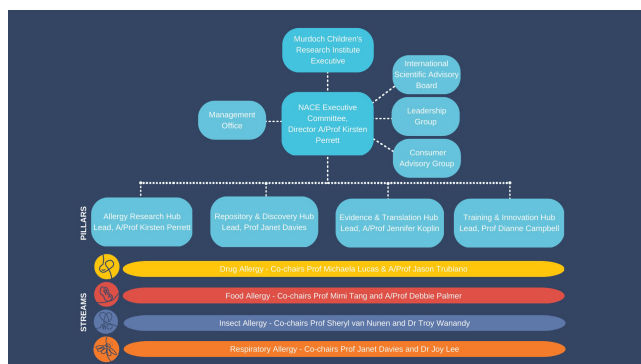 Murdoch Children's
Research Institute
Executive
International
Scientific Advisory
Board
Management
Office
NACE Executive
Committee,
Director A/Prof Kirsten
Perrett
Leadership
Group
Consumer
Advisory Group
PILLARS
Allergy Research Hub
Lead, A/Prof Kirsten Perrett
Repository & Discovery Hub
Lead, Prof Janet Davies
Evidence & Translation Hub
Lead, A/Prof Jennifer Koplin
Training & Innovation Hub
Lead, Prof Dianne Campbell
STREAMS
Drug Allergy - Co-chairs Prof Michaela Lucas & A/Prof Jason Trubiano
Food Allergy - Co-chairs Prof Mimi Tang and A/Prof Debbie Palmer
Insect Allergy - Co-chairs Prof Sheryl van Nunen and Dr Troy Wanandy
Respiratory Allergy - Co-chairs Prof Janet Davies and Dr Joy Lee